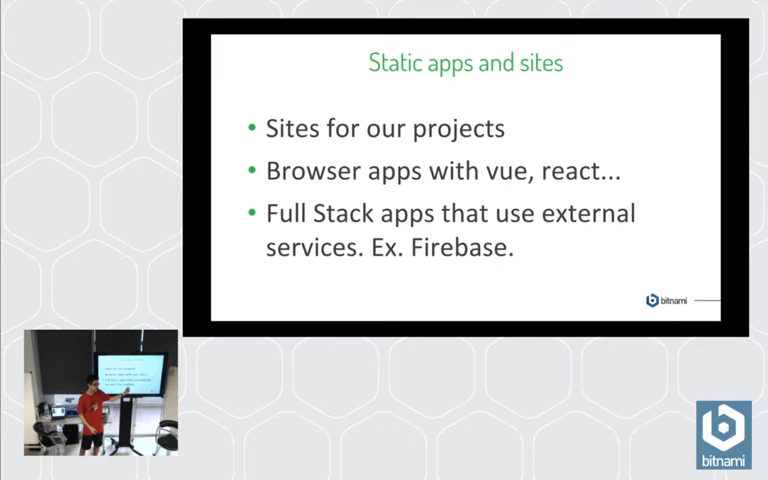 Static apps and sites
• Sites for our projects
• Browser apps with vue, react...
• Full Stack apps that use external
services. Ex. Firebase.
bitnami
bitnami